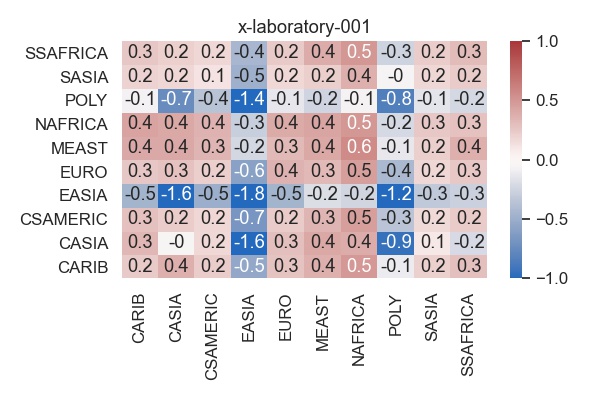 x-laboratory-001
SSAFRICA 0.3 0.2 0.2 -0.4 0.2 0.4 0.5 -0.3 0.2 0.3
SASIA 0.2 0.2 0.1 -0.5 0.2 0.2 0.4 -0 0.2 0.2
POLY -0.1 -0.7 -0.4 -1.4 -0.1 -0.2 -0.1 -0.8 -0.1 -0.2
NAFRICA 0.4 0.4 0.4 -0.3 0.4 0.4 0.5 -0.2 0.3 0.3
MEAST 0.4 0.4 0.3 -0.2 0.3 0.4 0.6 -0.1 0.2 0.4
EURO 0.3 0.3 0.2 -0.6 0.4 0.3 0.5 -0.4 0.2 0.3
EASIA -0.5 -1.6 -0.5 -1.8 -0.5 -0.2 -0.2 -1.2 -0.3 -0.3
CSAMERIC 0.3 0.2 0.2 -0.7 0.2 0.3 0.5 -0.3 0.2 0.2
CASIA 0.3 -0 0.2 -1.6 0.3 0.4 0.4 -0.9 0.1 -0.2
CARIB 0.2 0.4 0.2 -0.5 0.3 0.4 0.5 -0.1 0.2 0.3
CARIB CASIA CSAMERIC EASIA EURO MEAST NAFRICA POLY SASIA SSAFRICA
1.0
0.5
0.0
−0.5
−1.0